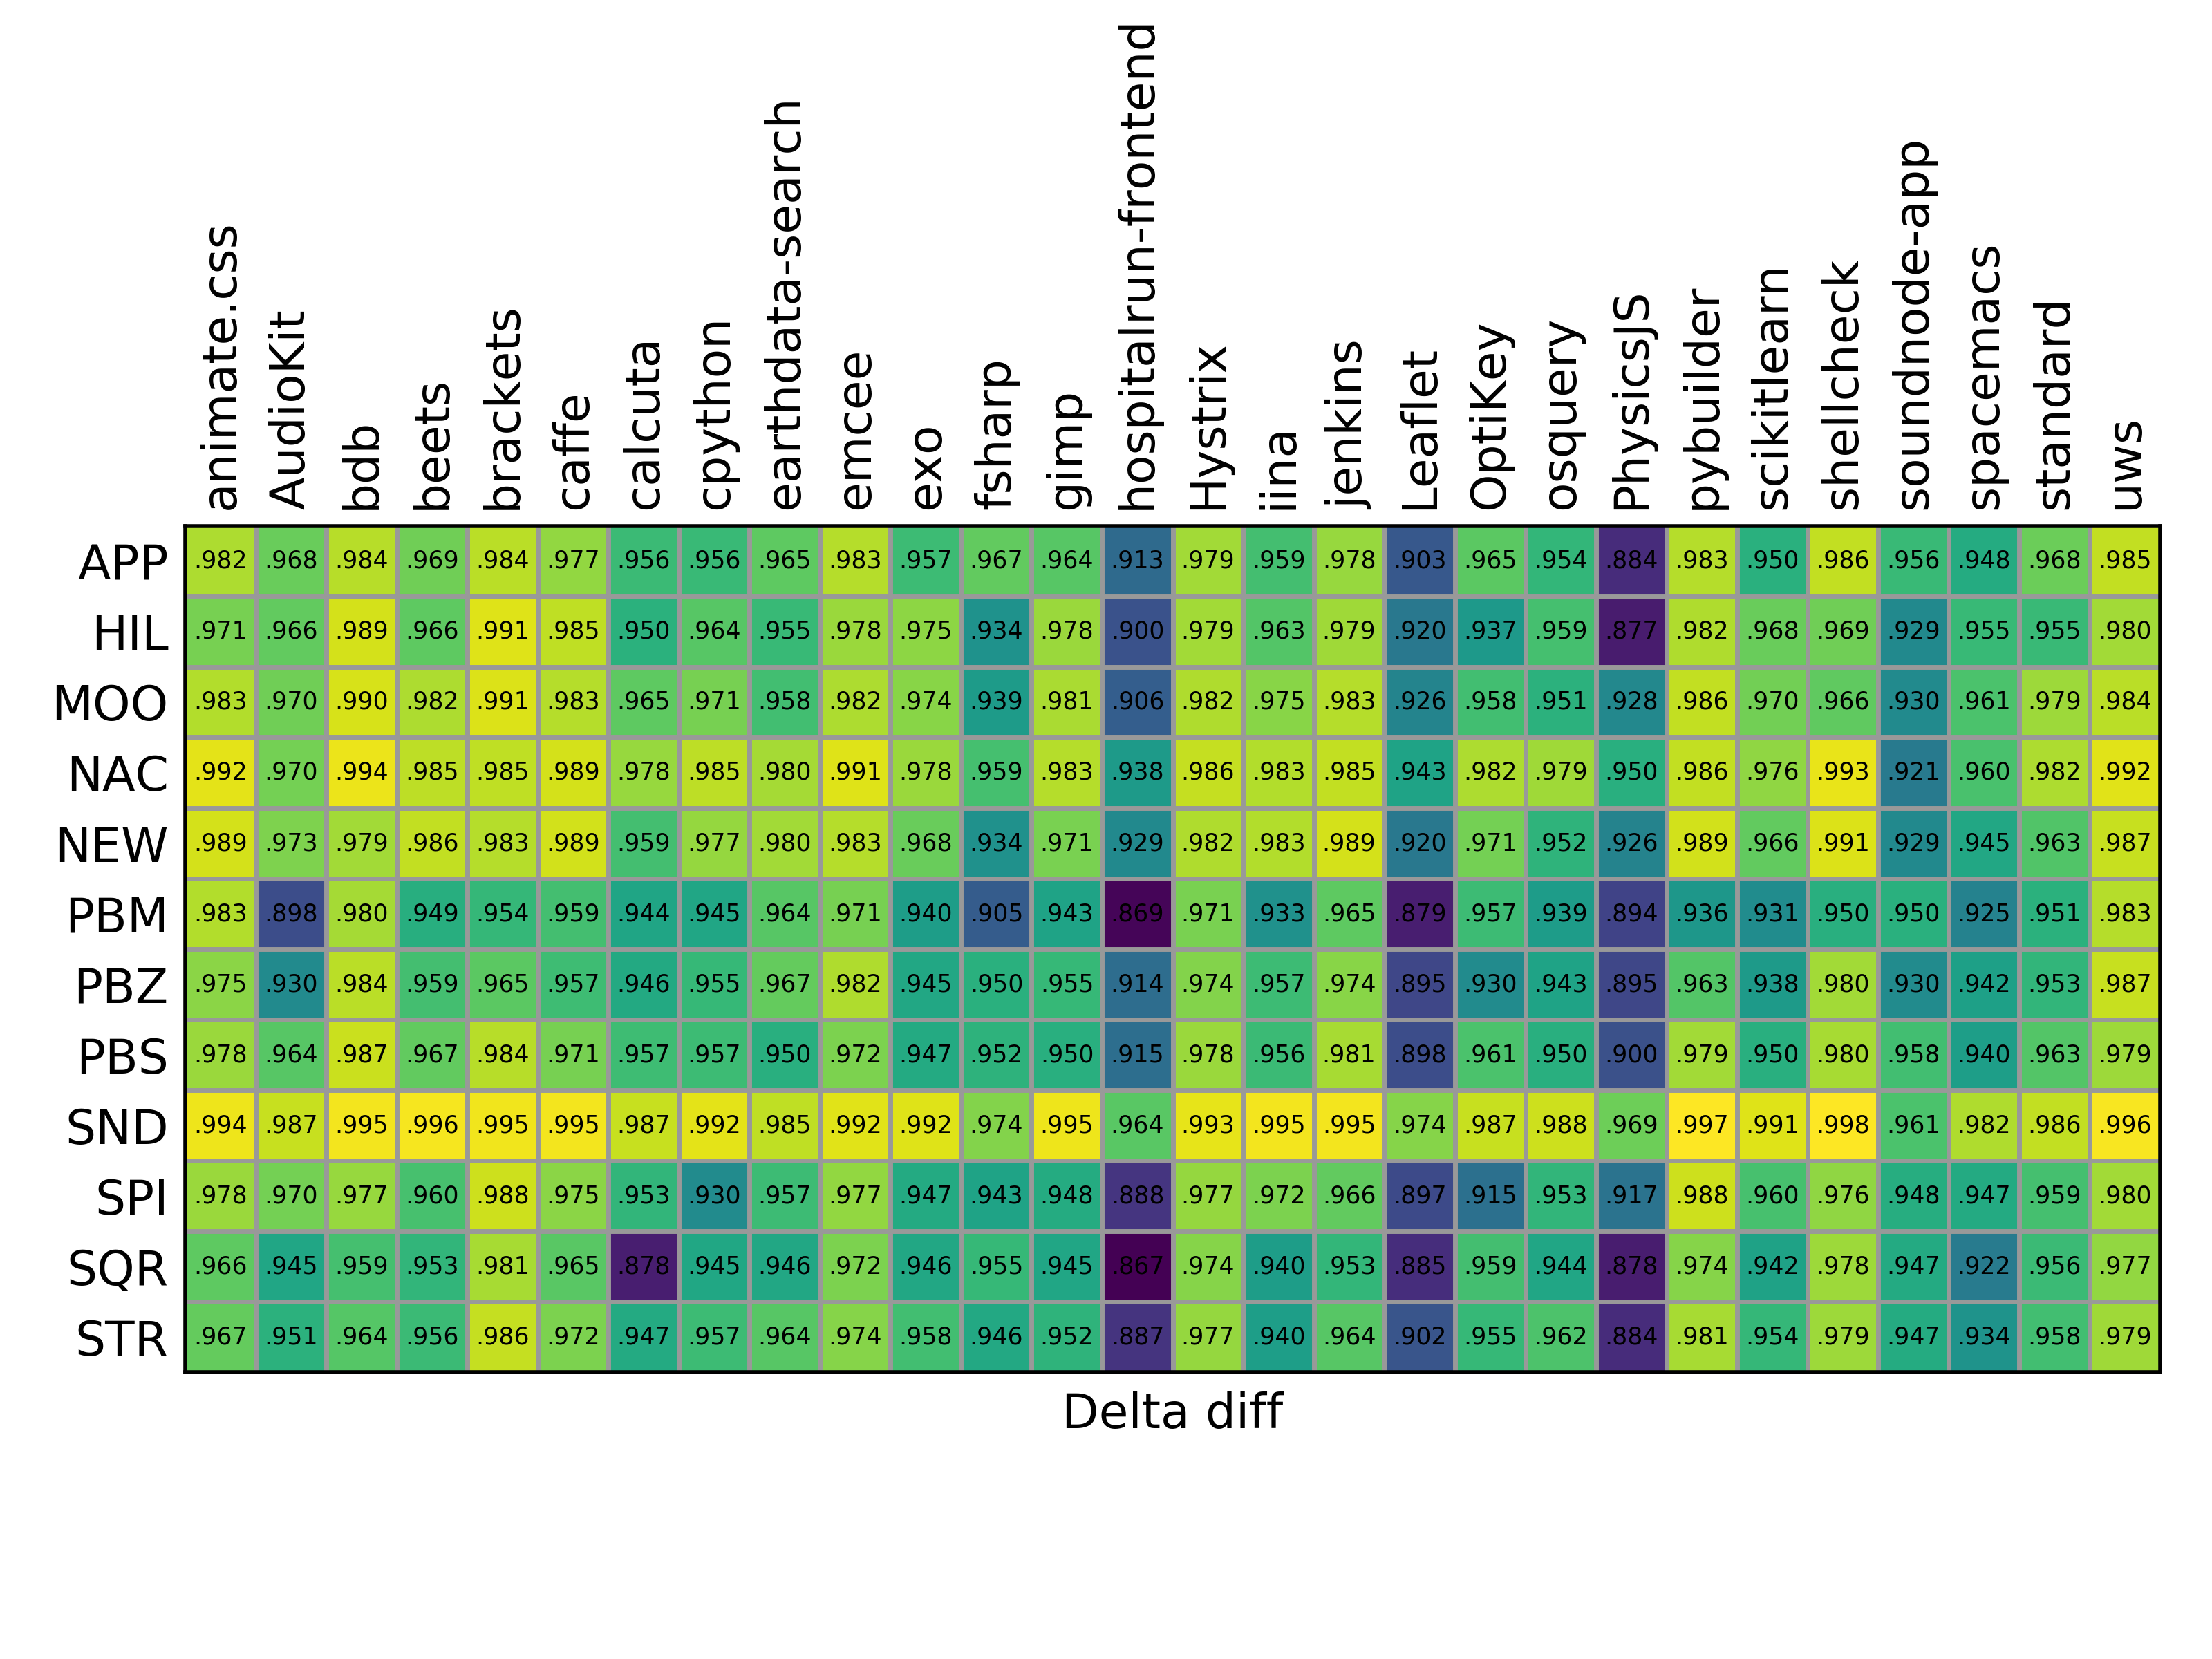 animate.css AudioKit bdb beets brackets caffe calcuta cpython earthdata-search emcee exo fsharp gimp hospitalrun-frontend Hystrix iina jenkins Leaflet OptiKey osquery PhysicsJS pybuilder scikitlearn shellcheck soundnode-app spacemacs standard uws
APP .982 .968 .984 .969 .984 .977 .956 .956 .965 .983 .957 .967 .964 .913 .979 .959 .978 .903 .965 .954 .884 .983 .950 .986 .956 .948 .968 .985
HIL .971 .966 .989 .966 .991 .985 .950 .964 .955 .978 .975 .934 .978 .900 .979 .963 .979 .920 .937 .959 .877 .982 .968 .969 .929 .955 .955 .980
MOO .983 .970 .990 .982 .991 .983 .965 .971 .958 .982 .974 .939 .981 .906 .982 .975 .983 .926 .958 .951 .928 .986 .970 .966 .930 .961 .979 .984
NAC .992 .970 .994 .985 .985 .989 .978 .985 .980 .991 .978 .959 .983 .938 .986 .983 .985 .943 .982 .979 .950 .986 .976 .993 .921 .960 .982 .992
NEW .989 .973 .979 .986 .983 .989 .959 .977 .980 .983 .968 .934 .971 .929 .982 .983 .989 .920 .971 .952 .926 .989 .966 .991 .929 .945 .963 .987
PBM .983 .898 .980 .949 .954 .959 .944 .945 .964 .971 .940 .905 .943 .869 .971 .933 .965 .879 .957 .939 .894 .936 .931 .950 .950 .925 .951 .983
PBZ .975 .930 .984 .959 .965 .957 .946 .955 .967 .982 .945 .950 .955 .914 .974 .957 .974 .895 .930 .943 .895 .963 .938 .980 .930 .942 .953 .987
PBS .978 .964 .987 .967 .984 .971 .957 .957 .950 .972 .947 .952 .950 .915 .978 .956 .981 .898 .961 .950 .900 .979 .950 .980 .958 .940 .963 .979
SND .994 .987 .995 .996 .995 .995 .987 .992 .985 .992 .992 .974 .995 .964 .993 .995 .995 .974 .987 .988 .969 .997 .991 .998 .961 .982 .986 .996
SPI .978 .970 .977 .960 .988 .975 .953 .930 .957 .977 .947 .943 .948 .888 .977 .972 .966 .897 .915 .953 .917 .988 .960 .976 .948 .947 .959 .980
SQR .966 .945 .959 .953 .981 .965 .878 .945 .946 .972 .946 .955 .945 .867 .974 .940 .953 .885 .959 .944 .878 .974 .942 .978 .947 .922 .956 .977
STR .967 .951 .964 .956 .986 .972 .947 .957 .964 .974 .958 .946 .952 .887 .977 .940 .964 .902 .955 .962 .884 .981 .954 .979 .947 .934 .958 .979
Delta diff